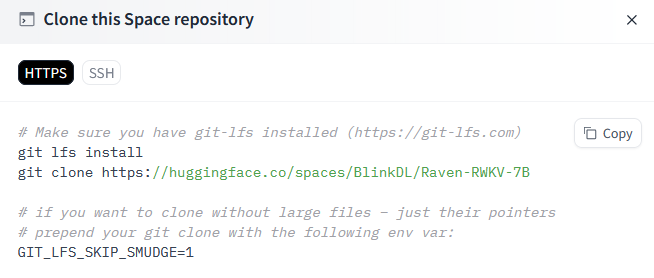 Clone this Space repository
HTTPS SSH
# Make sure you have git-lfs installed (https://git-lfs.com)
Copy
git lfs install
git clone https://huggingface.co/spaces/BlinkDL/Raven-RWKV-7B
# if you want to clone without large files – just their pointers
# prepend your git clone with the following env var:
GIT_LFS_SKIP_SMUDGE=1